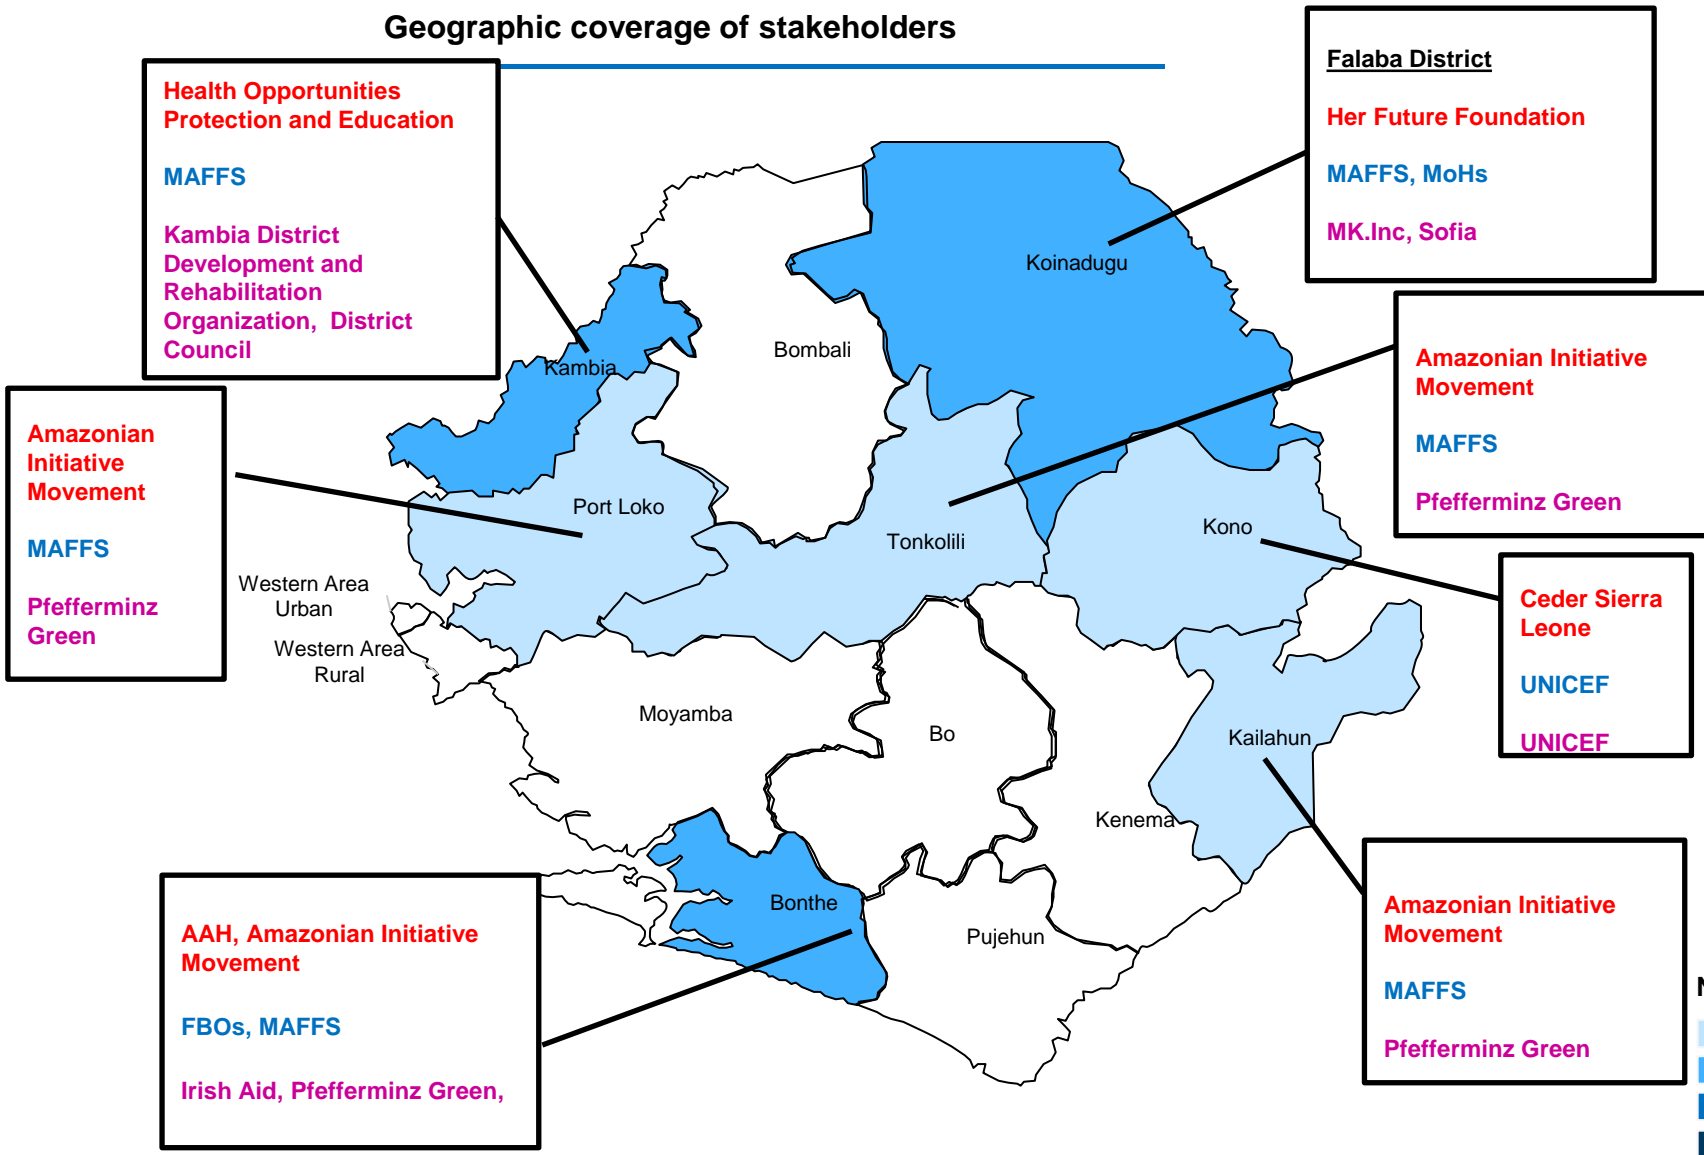 Geographic coverage of stakeholders
Health Opportunities
Protection and Education
MAFFS
Kambia District
Development and
Rehabilitation
Organization,  District
Council
Falaba District
Her Future Foundation
MAFFS, MoHs
MK.Inc, Sofia
Amazonian Initiative
Movement
MAFFS
Pfefferminz Green
Amazonian
Initiative
Movement
MAFFS
Pfefferminz
Green
Koinadugu
Bombali
Kambia
Port Loko
Tonkolili
Kono
Western Area
Urban
Western Area
Rural
Moyamba
Bo
Kailahun
Kenema
Bonthe
Pujehun
Ceder Sierra
Leone
UNICEF
UNICEF
AAH, Amazonian Initiative
Movement
FBOs, MAFFS
Irish Aid, Pfefferminz Green,
Amazonian Initiative
Movement
MAFFS
Pfefferminz Green